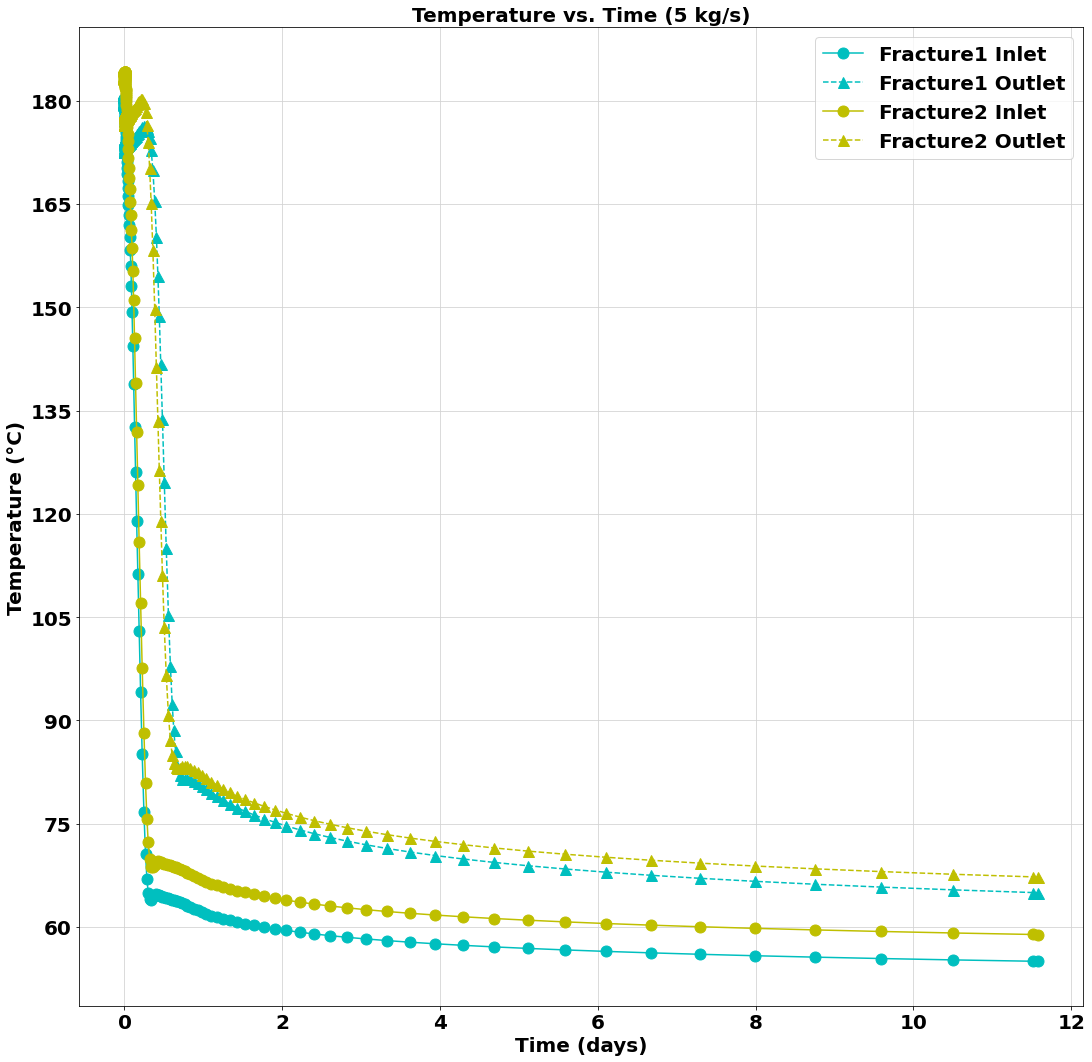 Temperature vs. Time (5 kg/s)
Fracture1 Inlet
Fracture1 Outlet
Fracture2 Inlet
Fracture2 Outlet
Temperature (°C)
180
165
150
135
120
105
90
75
60
0 2 4 6 8 10 12
Time (days)